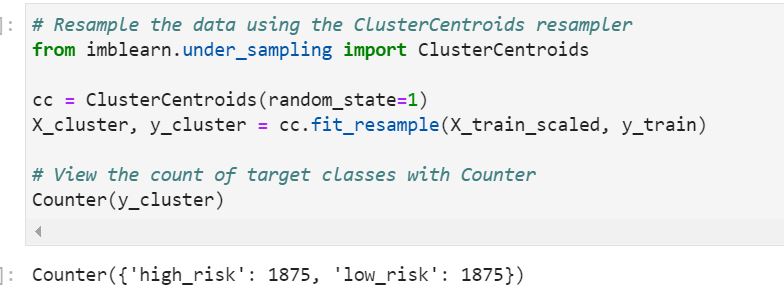 ]: # Resample the data using the ClusterCentroids resampler
from imblearn.under_sampling import ClusterCentroids
cc = ClusterCentroids(random_state=1)
X_cluster, y_cluster = cc.fit_resample(X_train_scaled, y_train)
# View the count of target classes with Counter
Counter(y_cluster)
]: Counter({'high_risk': 1875, 'low_risk': 1875})